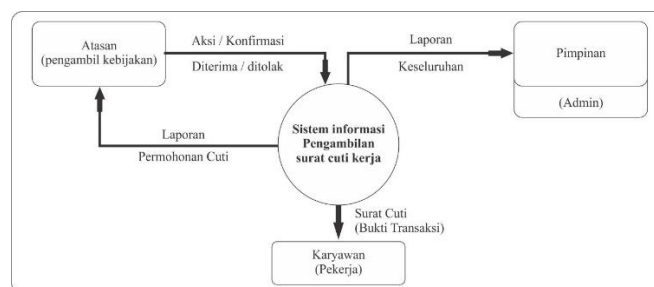 Atasan
(pengambil kebijakan)
Aksi / Konfirmasi
Diterima / ditolak
Laporan
Keseluruhan
Pimpinan
(Admin)
Sistem informasi
Pengambilan
surat cuti kerja
Laporan
Permohonan Cuti
Surat Cuti
(Bukti Transaksi)
Karyawan
(Pekerja)